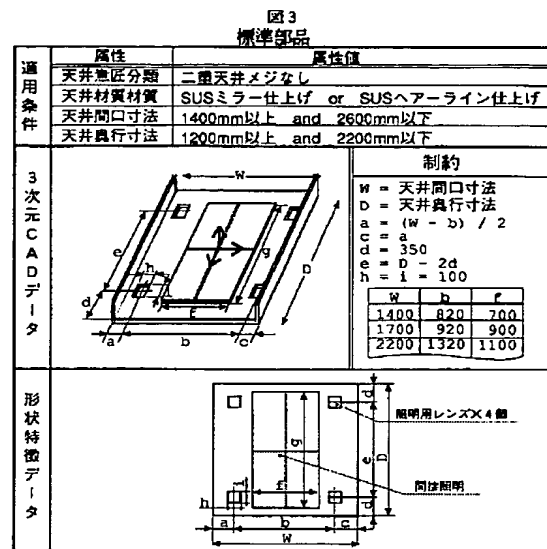 図3
標準部品
属性 属性値
適用条件
天井意匠分類 二重天井メジなし
天井材質材質 SUSミラー仕上げ or SUSヘアーライン仕上げ
天井間口寸法 1400mm以上 and 2600mm以下
天井奥行寸法 1200mm以上 and 2200mm以下
3次元CADデータ
W
e
h
i
g
D
d
f
a b c
制約
W = 天井間口寸法
D = 天井奥行寸法
a = (W - b) / 2
c = a
d = 350
e = D - 2d
h = i = 100
W b f
1400 820 700
1700 920 900
2200 1320 1100
形状特徴データ
d
照明用レンズ×4個
g
e
D
i
f
間接照明
h
d
a b c
W